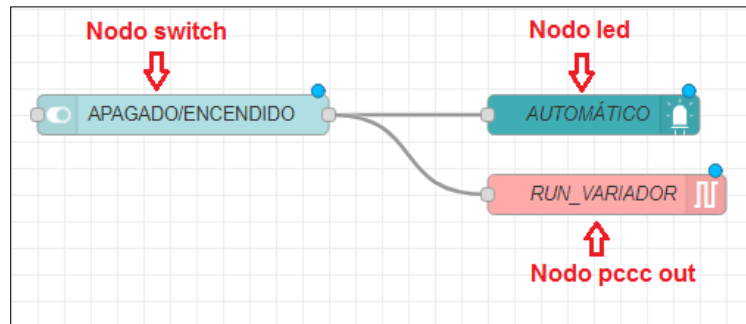 Nodo switch
Nodo led
APAGADO/ENCENDIDO
AUTOMÁTICO
RUN_VARIADOR
Nodo pccc out